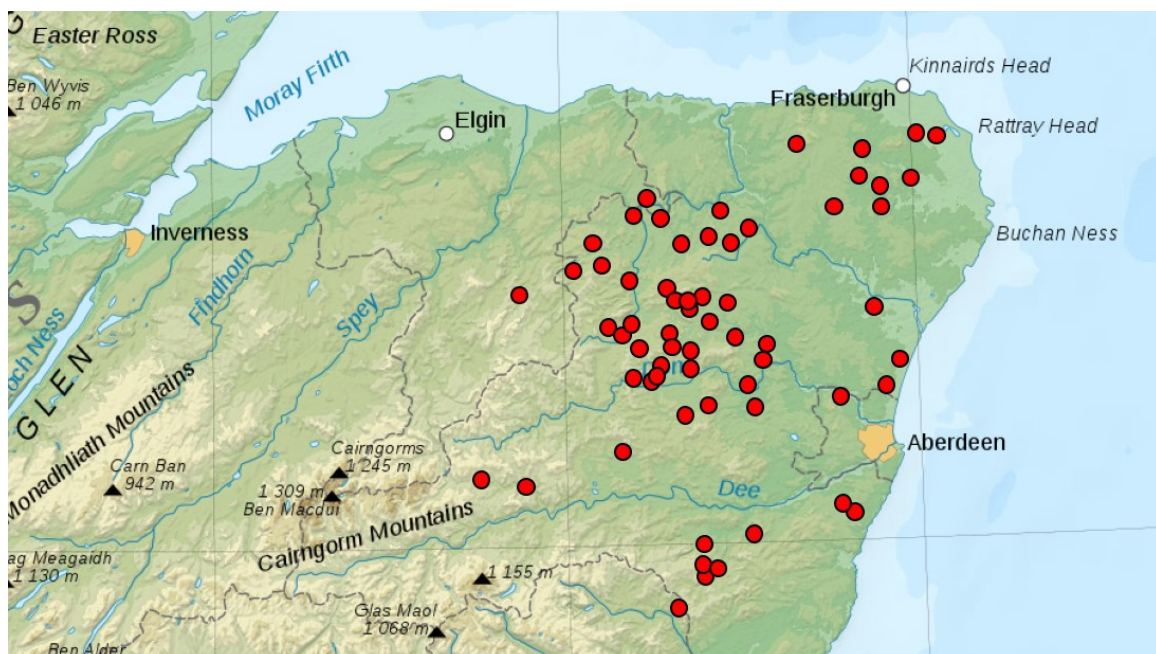 G
Easter Ross
Ben Wyvis
1 046 m
Moray Firth
Kinnairds Head
Fraserburgh
Elgin
Rattray Head
Inverness
Buchan Ness
S
Findhorn
Spey
och Ness
GLEN
Monadhliath Mountains
Cairngorms
1 245 m
Carn Ban
942 m
1 309 m
Ben Macdui
Aberdeen
Dee
Cairngorm Mountains
ag Meagaidh
1 130 m
1 155 m
Glas Maol
1 068 m
Ben Alder